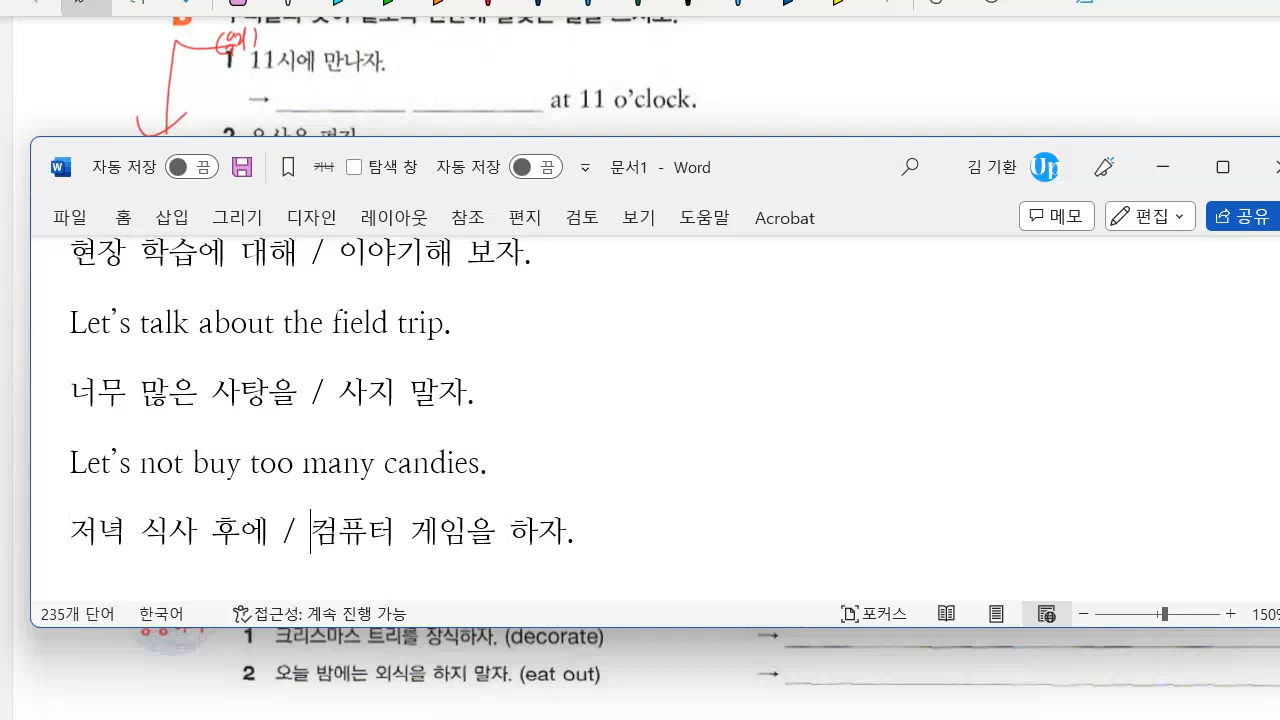 1 11시에 만나자.
→ at 11 o'clock.
2
자동 저장 끔 가나 탐색 창 자동 저장 끔 문서1 - Word 김 기환 Up
파일 홈 삽입 그리기 디자인 레이아웃 참조 편지 검토 보기 도움말 Acrobat 메모 편집 공유
현장 학습에 대해 / 이야기해 보자.
Let's talk about the field trip.
너무 많은 사탕을 / 사지 말자.
Let's not buy too many candies.
저녁 식사 후에 / 컴퓨터 게임을 하자.
235개 단어 한국어 접근성: 계속 진행 가능 포커스 150%
1 크리스마스 트리를 장식하자. (decorate) →
2 오늘 밤에는 외식을 하지 말자. (eat out) →